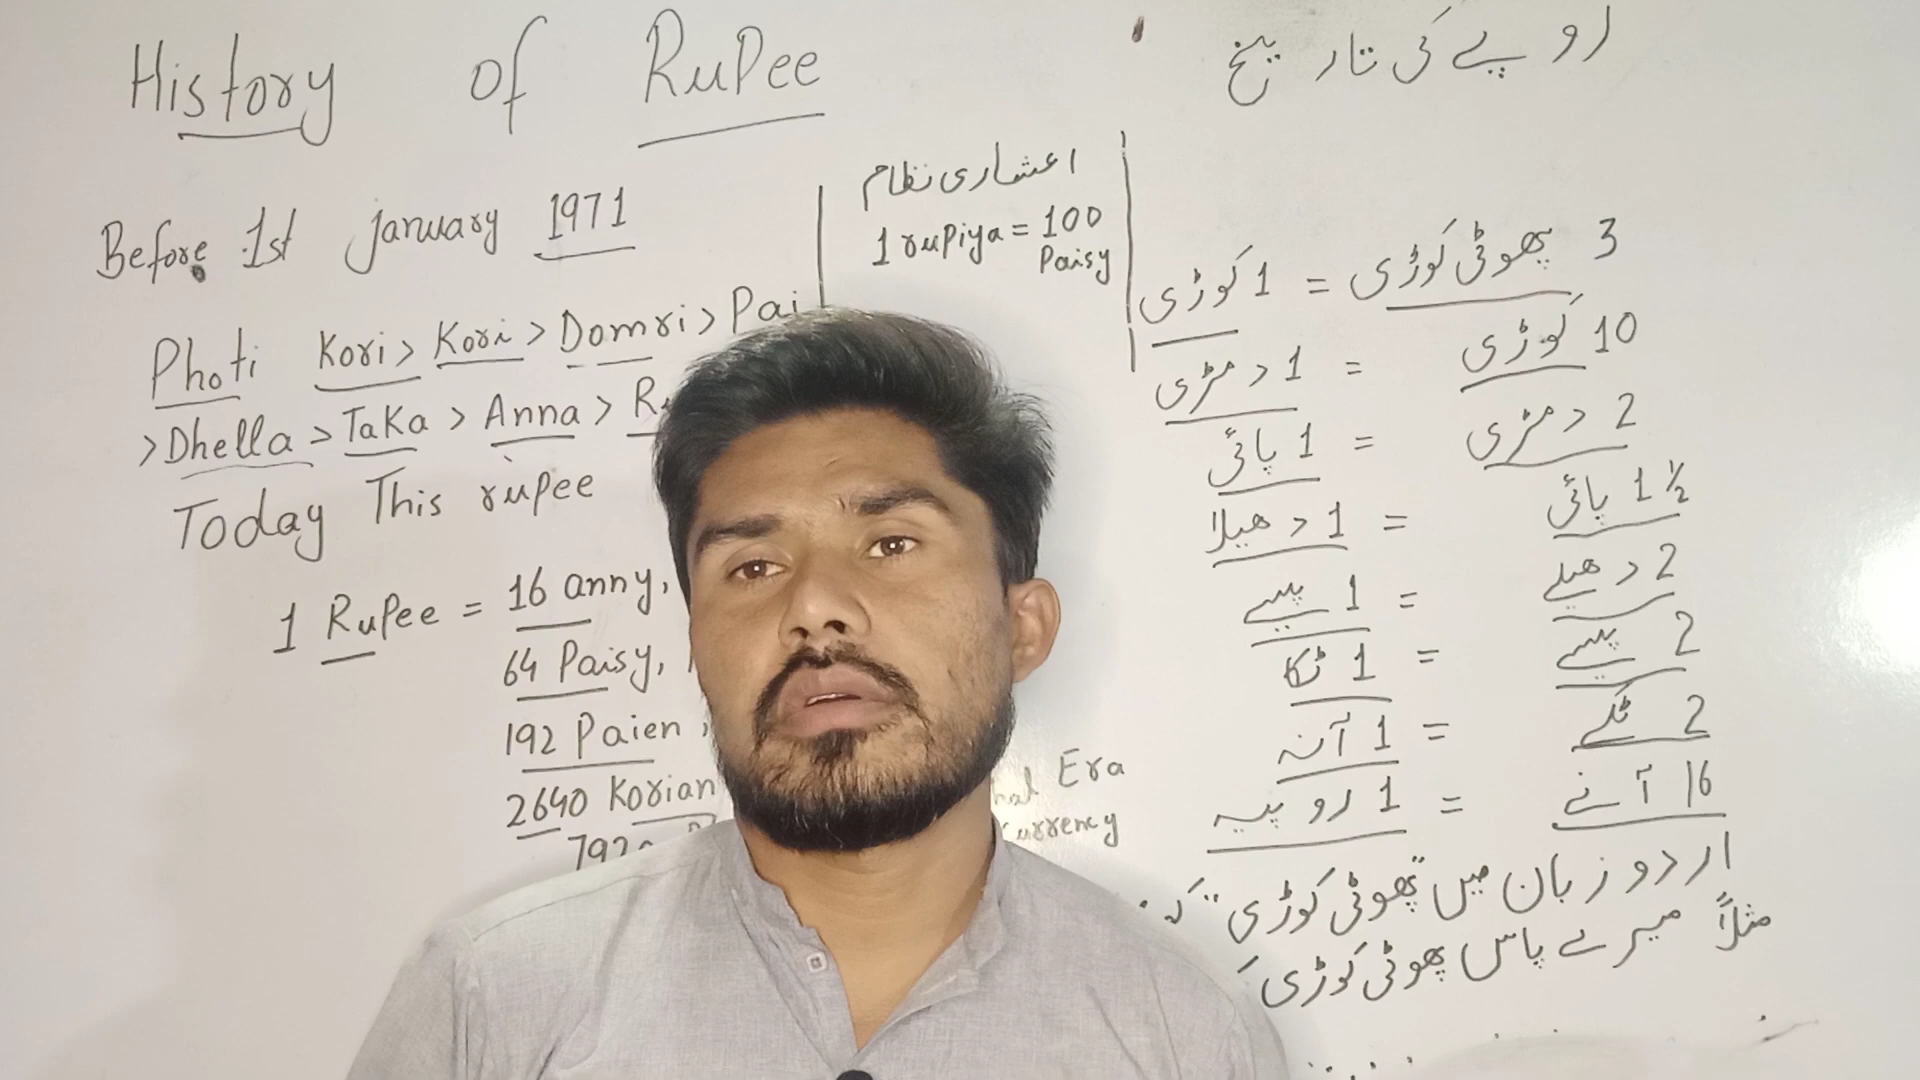 History of Rupee
روپے کی تاریخ
Before 1st January 1971
Photi Kori > Kori > Domri > Pai
> Dhella > Taka > Anna >
Today This rupee
1 Rupee = 16 anny,
64 Paisy,
192 Paien,
2640 Korian
اعشاری نظام
1 rupiya = 100
Paisy
Era
Currency
3 پھوٹی کوڑی = 1 کوڑی
10 کوڑی = 1 دمڑی
2 دمڑی = 1 پائی
1 ½ پائی = 1 دھیلا
2 دھیلے = 1 پیسے
2 پیسے = 1 ٹکا
2 ٹکے = 1 آنہ
16 آنے = 1 روپیہ
اردو زبان میں "پھوٹی کوڑی"
مثلاً میرے پاس پھوٹی کوڑی